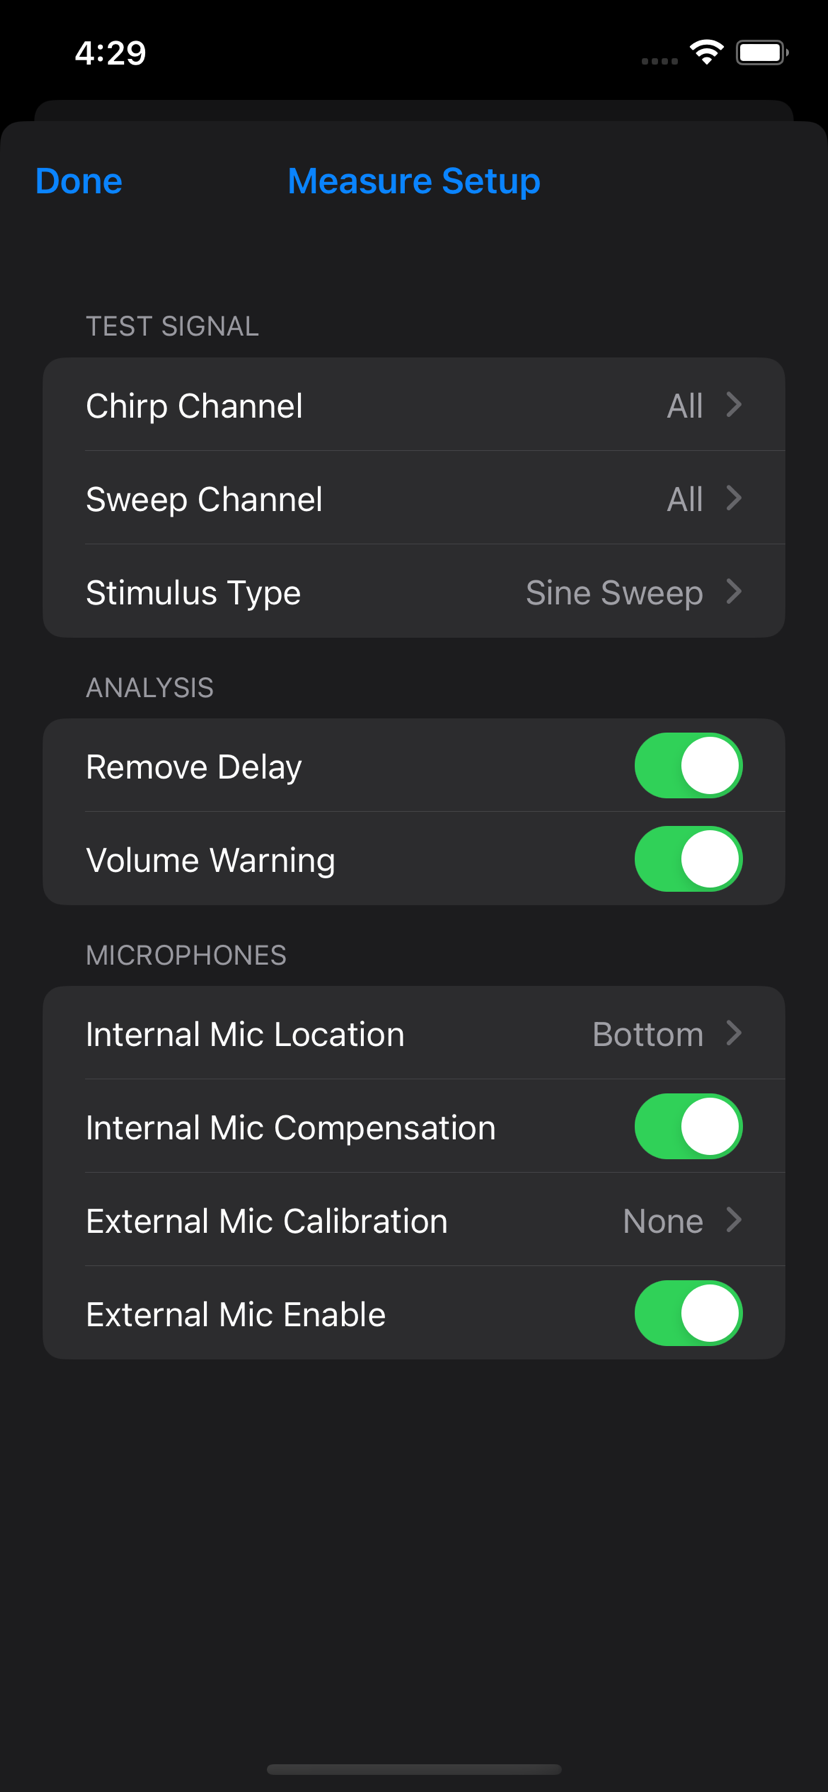 4:29
Done Measure Setup
TEST SIGNAL
Chirp Channel All
Sweep Channel All
Stimulus Type Sine Sweep
ANALYSIS
Remove Delay
Volume Warning
MICROPHONES
Internal Mic Location Bottom
Internal Mic Compensation
External Mic Calibration None
External Mic Enable